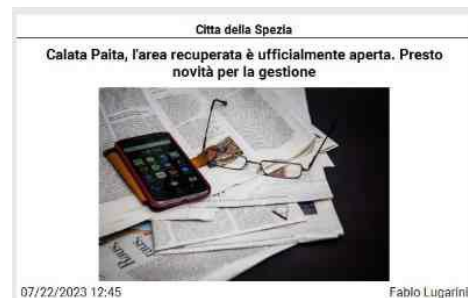 Citta della Spezia
Calata Paita, l'area recuperata è ufficialmente aperta. Presto
novità per la gestione
07/22/2023 12:45
Fabio Lugarini